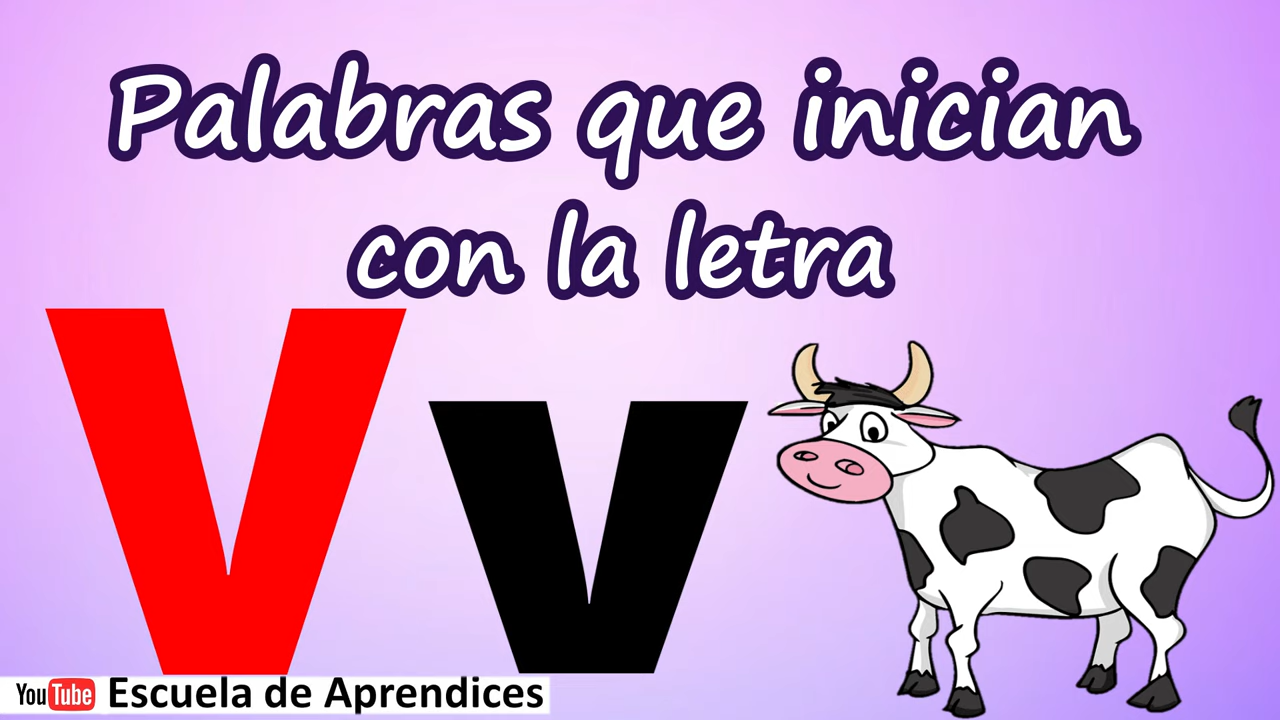 Palabras que inician
con la letra
V v
YouTube Escuela de Aprendices